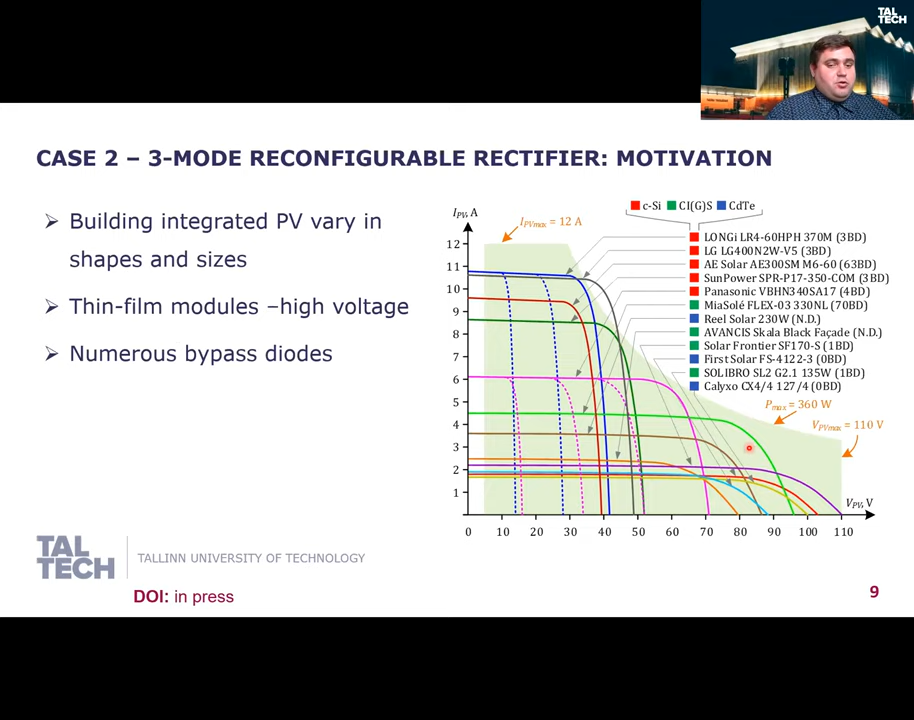 TAL
TECH
CASE 2 – 3-MODE RECONFIGURABLE RECTIFIER: MOTIVATION
Building integrated PV vary in
shapes and sizes
Thin-film modules –high voltage
Numerous bypass diodes
c-Si CI(G)S CdTe
IPV, A
IPVmax = 12 A
LONGi LR4-60HPH 370M (3BD)
LG LG400N2W-V5 (3BD)
AE Solar AE300SM M6-60 (63BD)
SunPower SPR-P17-350-COM (3BD)
Panasonic VBHN340SA17 (4BD)
MiaSolé FLEX-03 330NL (70BD)
Reel Solar 230W (N.D.)
AVANCIS Skala Black Façade (N.D.)
Solar Frontier SF170-S (1BD)
First Solar FS-4122-3 (0BD)
SOLIBRO SL2 G2.1 135W (1BD)
Calyxo CX4/4 127/4 (0BD)
Pmax = 360 W
VPVmax = 110 V
12
11
10
9
8
7
6
5
4
3
2
1
VPV, V
0 10 20 30 40 50 60 70 80 90 100 110
TAL
TECH
TALLINN UNIVERSITY OF TECHNOLOGY
DOI: in press
9